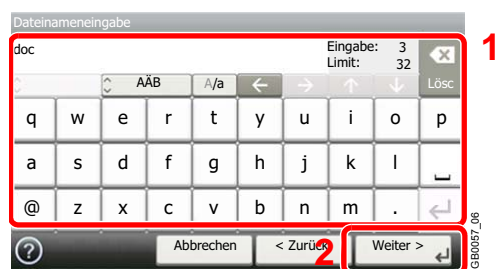 Dateinameneingabe
doc Eingabe: 3
Limit: 32
1
AÄB A/a ← → ↑ ↓ Lösc
q w e r t y u i o p
a s d f g h j k l
@ z x c v b n m .
? Abbrechen < Zurück 2 Weiter >
GB0057_06